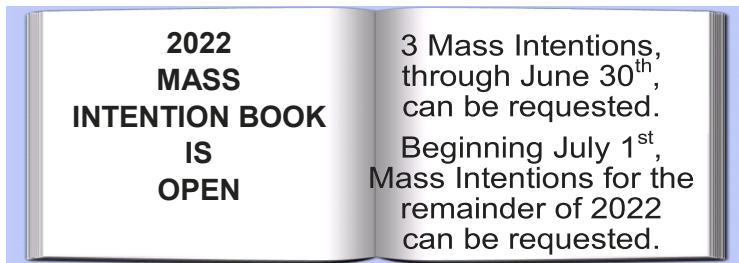 2022
MASS
INTENTION BOOK
IS
OPEN
3 Mass Intentions,
through June 30th,
can be requested.
Beginning July 1st,
Mass Intentions for the
remainder of 2022
can be requested.